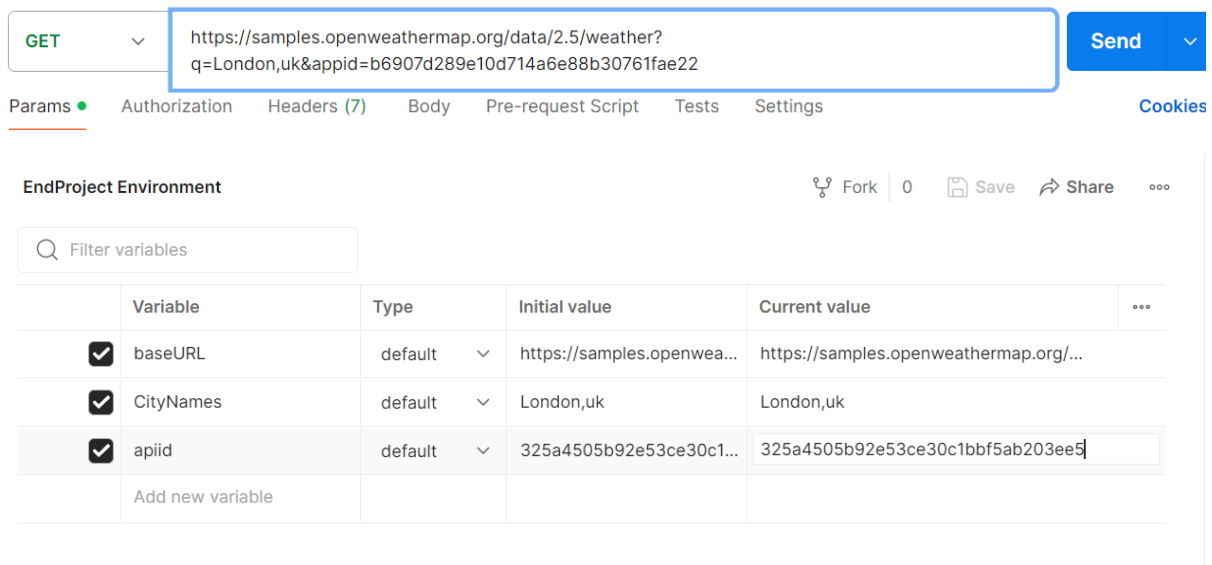 GET
https://samples.openweathermap.org/data/2.5/weather?
q=London,uk&appid=b6907d289e10d714a6e88b30761fae22
Send
Params Authorization Headers (7) Body Pre-request Script Tests Settings Cookies
EndProject Environment Fork 0 Save Share
Filter variables
Variable Type Initial value Current value
baseURL default https://samples.openwea... https://samples.openweathermap.org/...
CityNames default London,uk London,uk
apiid default 325a4505b92e53ce30c1... 325a4505b92e53ce30c1bbf5ab203ee5
Add new variable